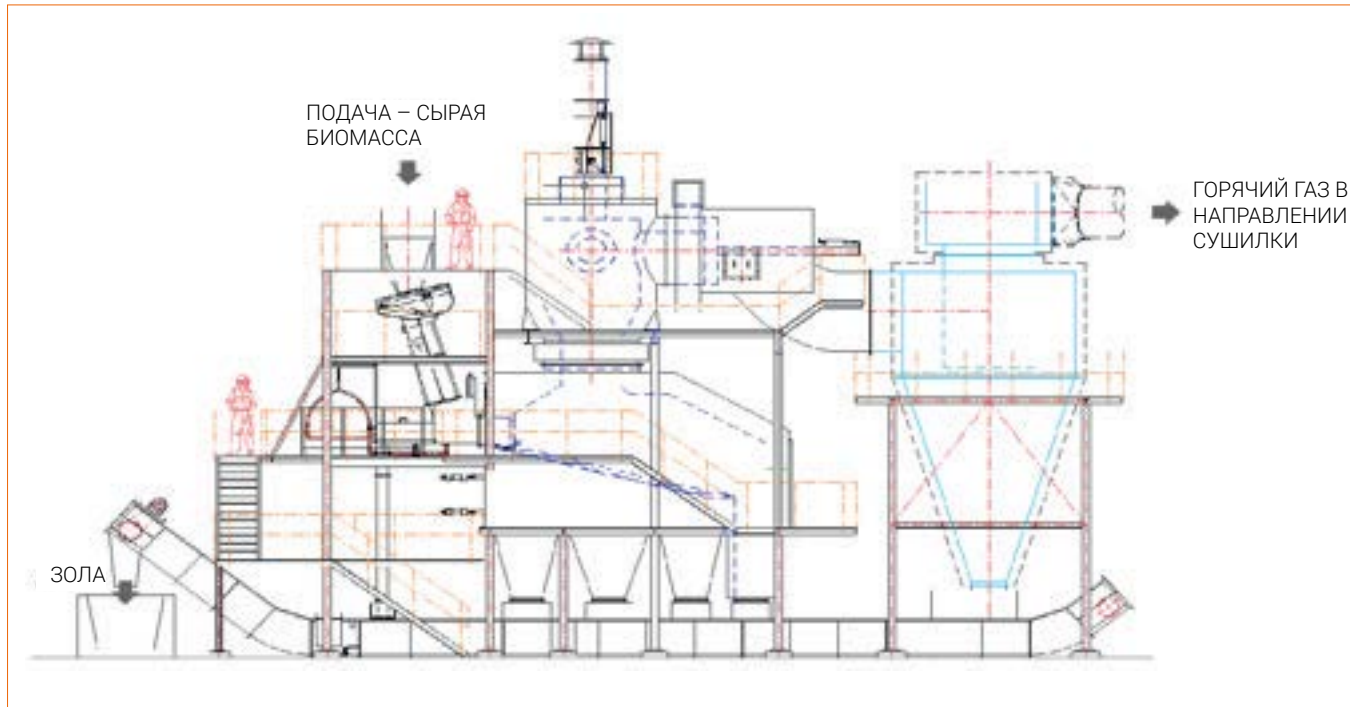 ПОДАЧА – СЫРАЯ
БИОМАССА
ГОРЯЧИЙ ГАЗ В
НАПРАВЛЕНИИ
СУШИЛКИ
ЗОЛА